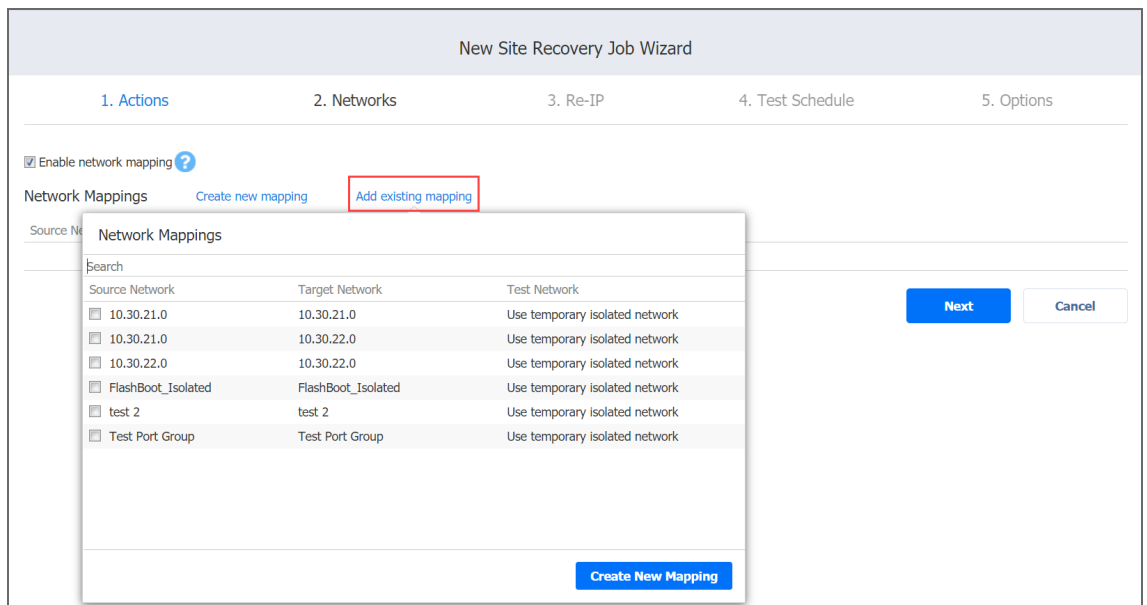 New Site Recovery Job Wizard
1. Actions 2. Networks 3. Re-IP 4. Test Schedule 5. Options
Enable network mapping ?
Network Mappings Create new mapping Add existing mapping
Source Ne
Network Mappings
Search
Source Network Target Network Test Network
10.30.21.0 10.30.21.0 Use temporary isolated network
10.30.21.0 10.30.22.0 Use temporary isolated network
10.30.22.0 10.30.22.0 Use temporary isolated network
FlashBoot_Isolated FlashBoot_Isolated Use temporary isolated network
test 2 test 2 Use temporary isolated network
Test Port Group Test Port Group Use temporary isolated network
Create New Mapping
Next Cancel